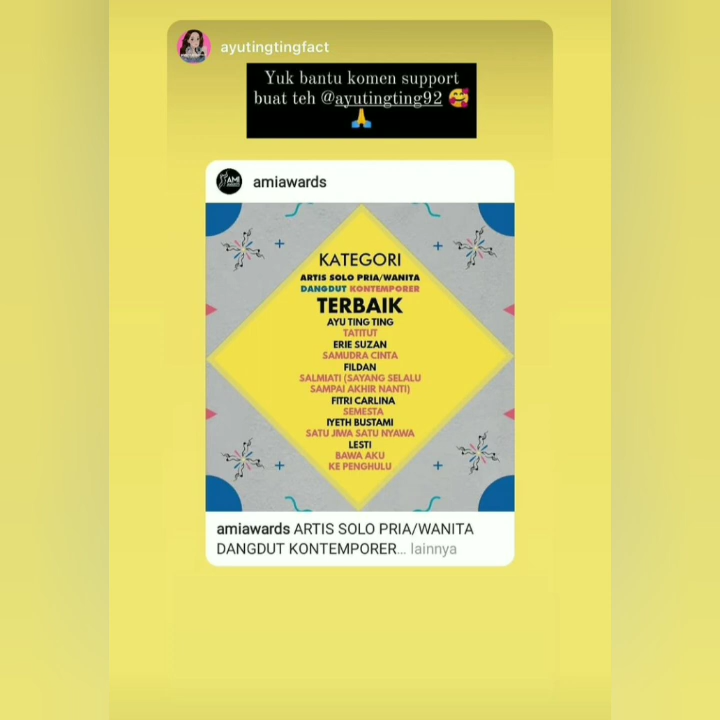 ayutingtingfact
Yuk bantu komen support
buat teh @ayutingting92 🥰
🙏
AMI
amiawards
KATEGORI
ARTIS SOLO PRIA/WANITA
DANGDUT KONTEMPORER
TERBAIK
AYU TING TING
TATITUT
ERIE SUZAN
SAMUDRA CINTA
FILDAN
SALMIATI (SAYANG SELALU
SAMPAI AKHIR NANTI)
FITRI CARLINA
SEMESTA
IYETH BUSTAMI
SATU JIWA SATU NYAWA
LESTI
BAWA AKU
KE PENGHULU
amiawards ARTIS SOLO PRIA/WANITA
DANGDUT KONTEMPORER... lainnya